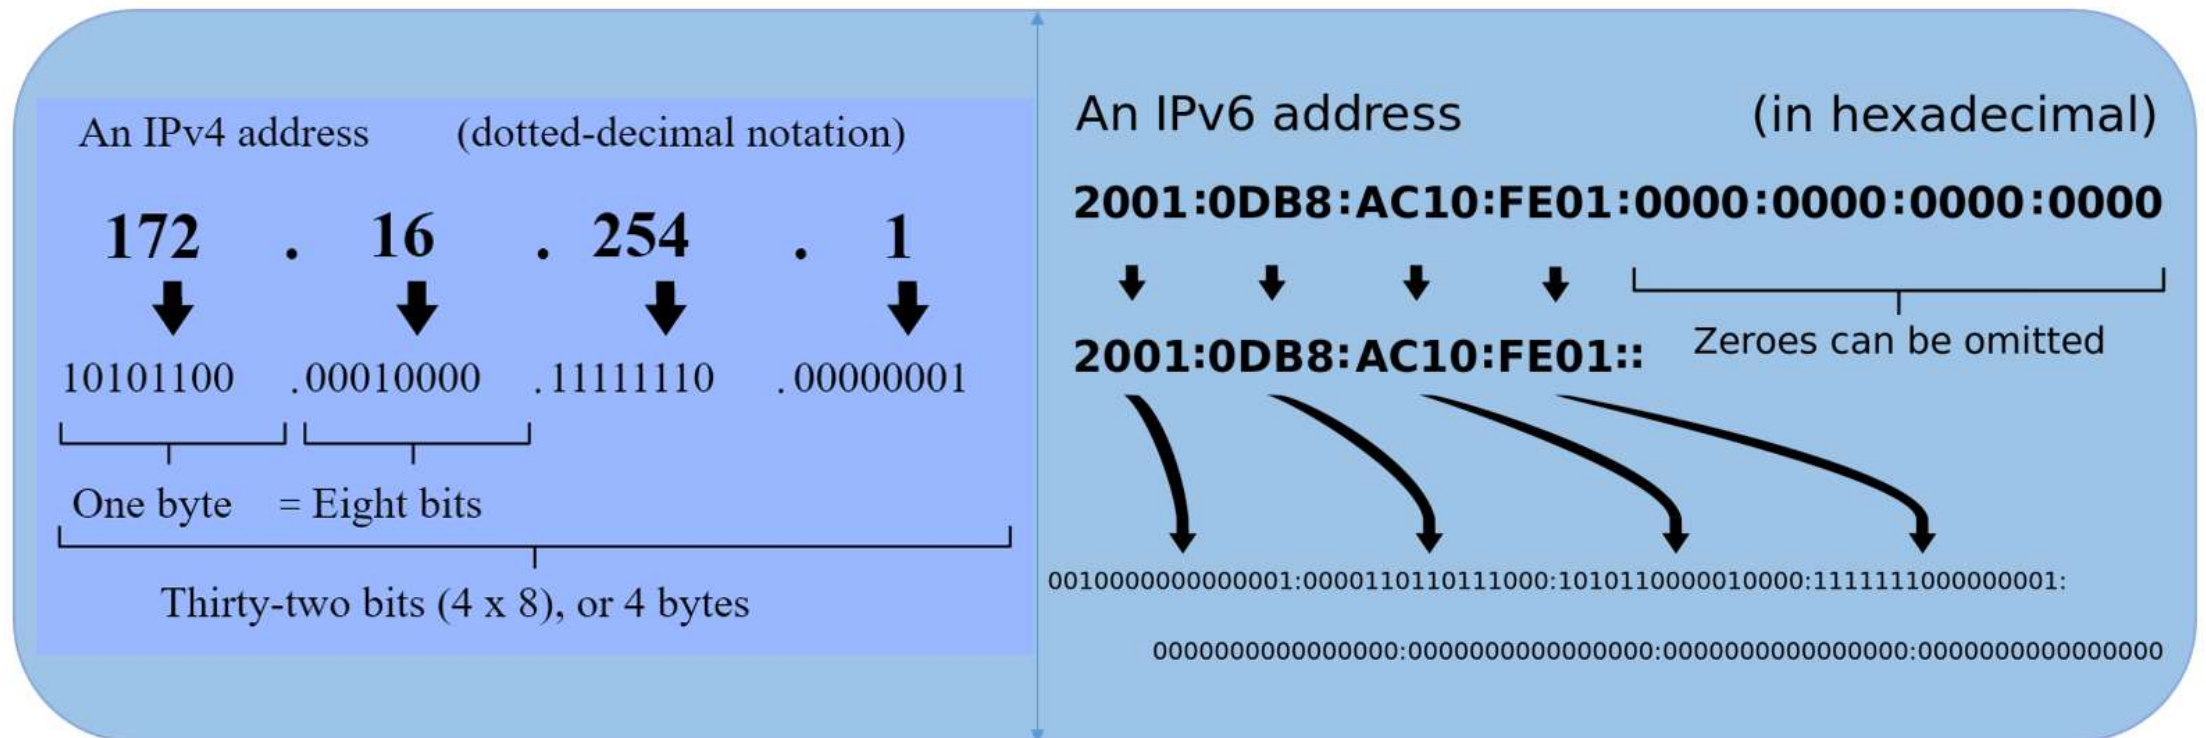 An IPv4 address (dotted-decimal notation)
172 . 16 . 254 . 1
10101100 .00010000 .11111110 .00000001
One byte = Eight bits
Thirty-two bits (4 x 8), or 4 bytes
An IPv6 address (in hexadecimal)
2001:0DB8:AC10:FE01:0000:0000:0000:0000
2001:0DB8:AC10:FE01:: Zeroes can be omitted
0010000000000001:0000110110111000:1010110000010000:1111111000000001:
0000000000000000:0000000000000000:0000000000000000:0000000000000000